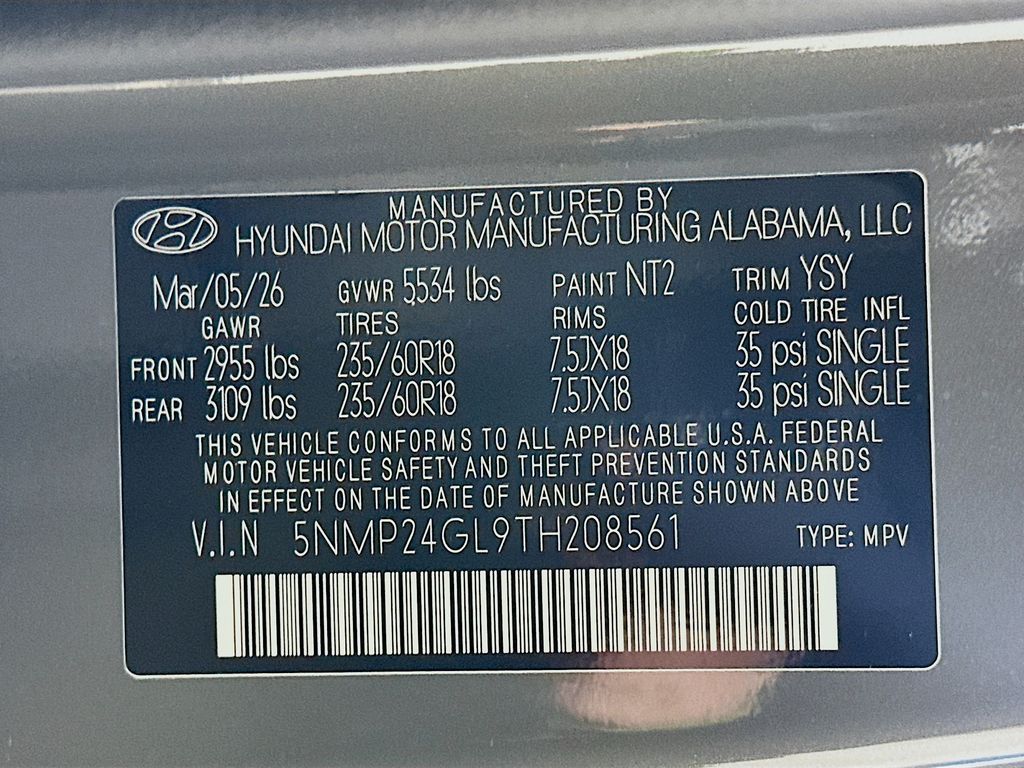 MANUFACTURED BY
HYUNDAI MOTOR MANUFACTURING ALABAMA, LLC
Mar/05/26 GVWR 5534 lbs PAINT NT2 TRIM YSY
GAWR TIRES RIMS COLD TIRE INFL
FRONT 2955 lbs 235/60R18 7.5JX18 35 psi SINGLE
REAR 3109 lbs 235/60R18 7.5JX18 35 psi SINGLE
THIS VEHICLE CONFORMS TO ALL APPLICABLE U.S.A. FEDERAL
MOTOR VEHICLE SAFETY AND THEFT PREVENTION STANDARDS
IN EFFECT ON THE DATE OF MANUFACTURE SHOWN ABOVE
V.I.N 5NMP24GL9TH208561 TYPE: MPV